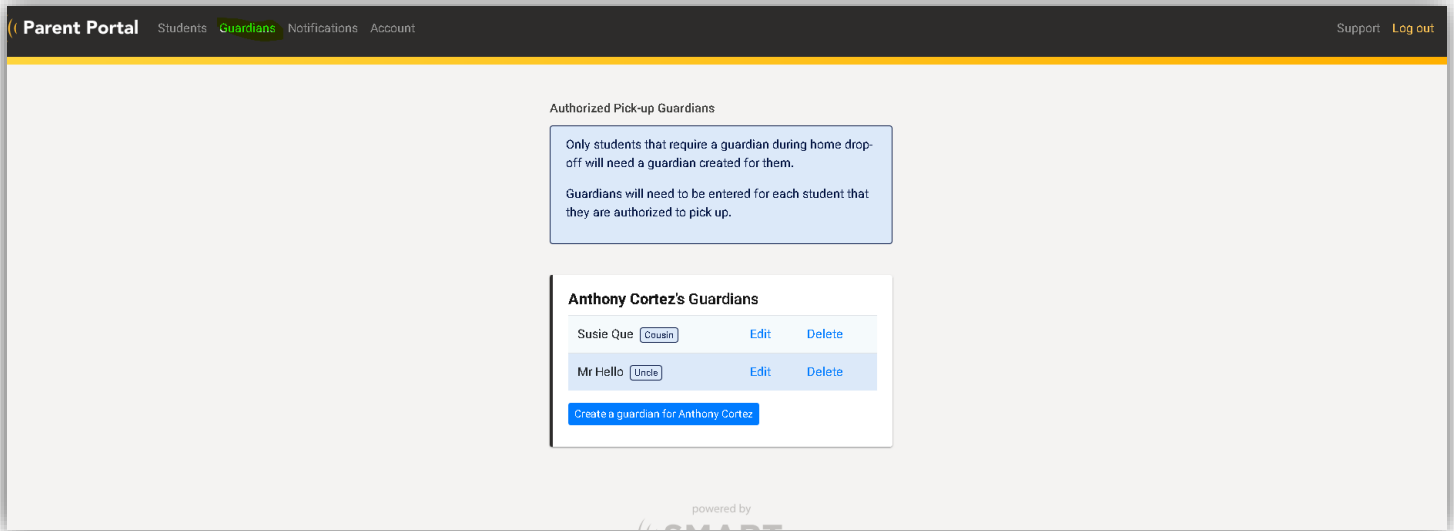 Parent Portal Students Guardians Notifications Account Support Log out
Authorized Pick-up Guardians
Only students that require a guardian during home drop-
off will need a guardian created for them.
Guardians will need to be entered for each student that
they are authorized to pick up.
Anthony Cortez's Guardians
Susie Que Cousin Edit Delete
Mr Hello Uncle Edit Delete
Create a guardian for Anthony Cortez
powered by
SMART